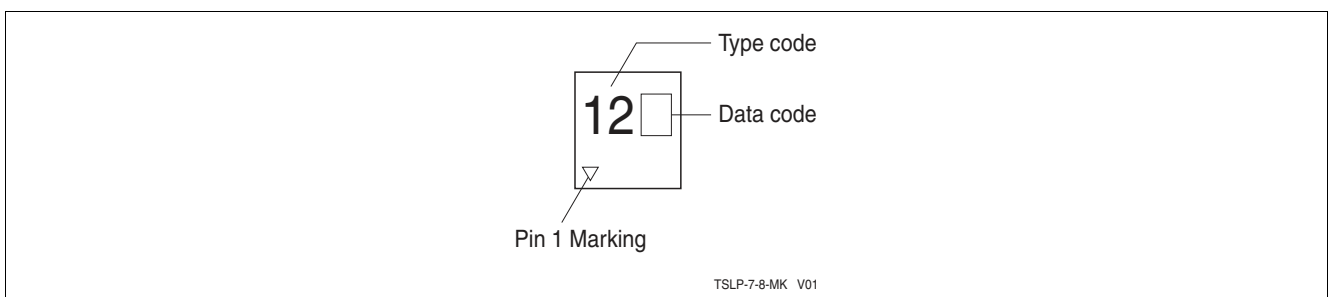 Type code
12
Data code
Pin 1 Marking
TSLP-7-8-MK V01